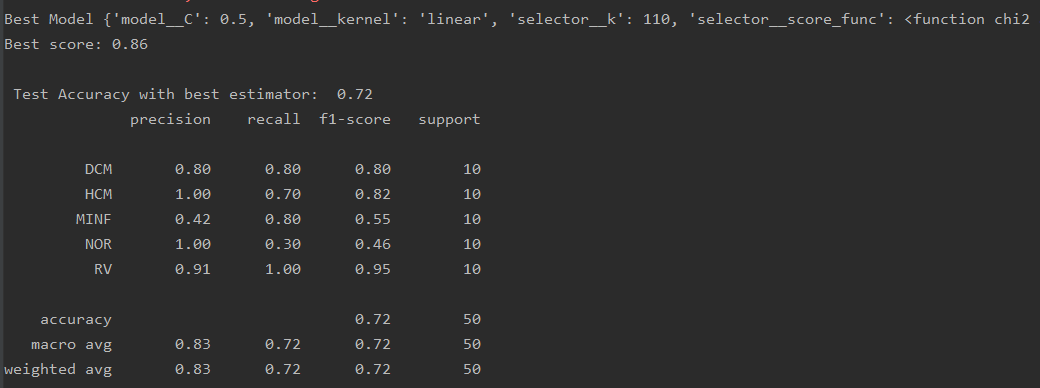 Best Model {'model__C': 0.5, 'model__kernel': 'linear', 'selector__k': 110, 'selector__score_func': <function chi2
Best score: 0.86
Test Accuracy with best estimator:  0.72
precision    recall  f1-score   support
DCM       0.80      0.80      0.80        10
HCM       1.00      0.70      0.82        10
MINF       0.42      0.80      0.55        10
NOR       1.00      0.30      0.46        10
RV       0.91      1.00      0.95        10
accuracy                           0.72        50
macro avg       0.83      0.72      0.72        50
weighted avg       0.83      0.72      0.72        50